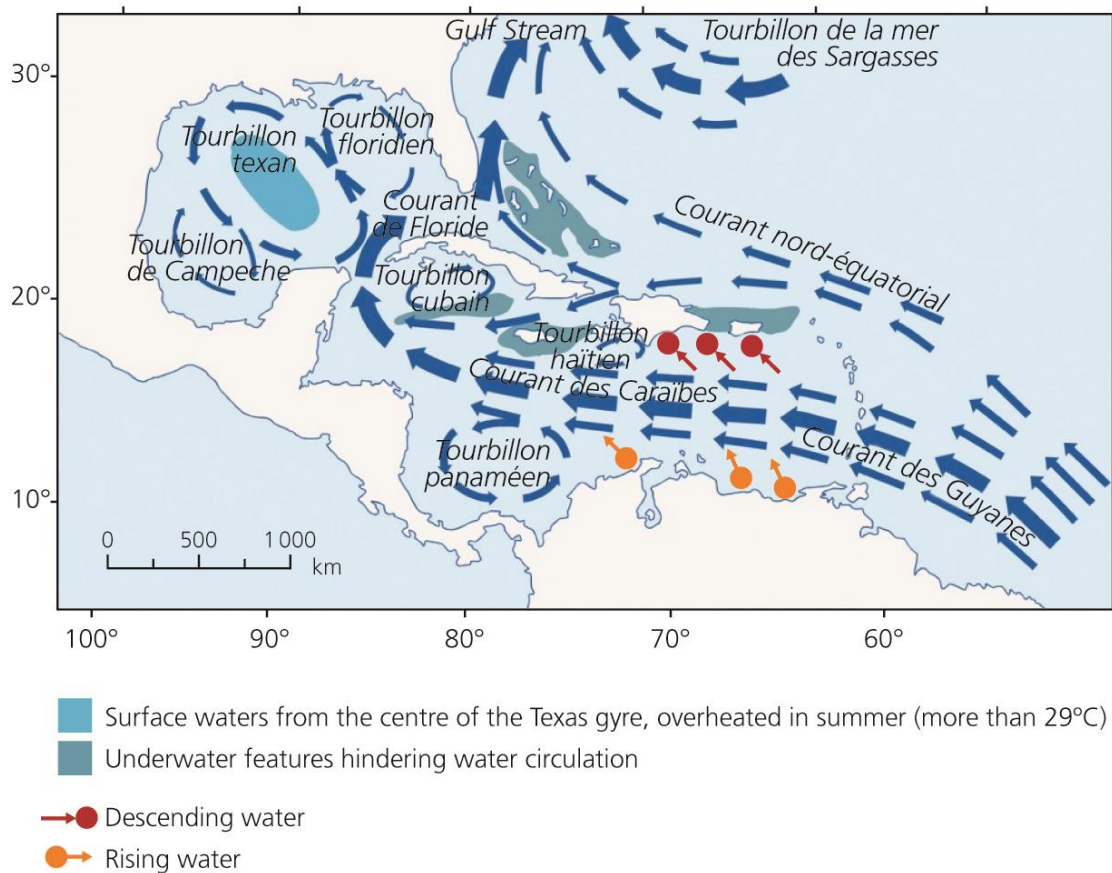 Gulf Stream
Tourbillon de la mer
des Sargasses
30°
Tourbillon
texan
Tourbillon
floridien
Courant
de Floride
Courant nord-équatorial
Tourbillon
de Campeche
20°
Tourbillon
cubain
Tourbillon
haïtien
Courant des Caraïbes
Tourbillon
panaméen
Courant des Guyanes
10°
0 500 1 000
km
100° 90° 80° 70° 60°
Surface waters from the centre of the Texas gyre, overheated in summer (more than 29ºC)
Underwater features hindering water circulation
Descending water
Rising water